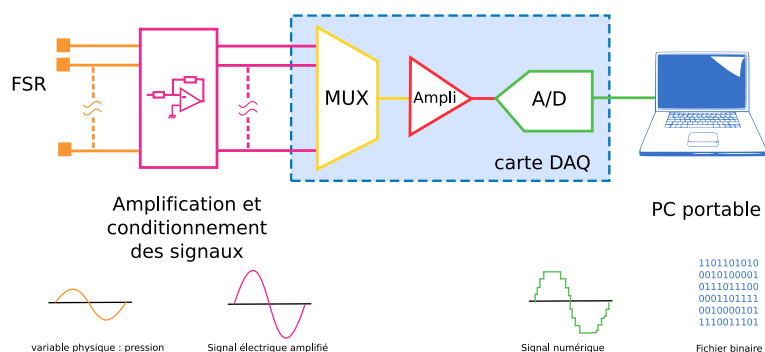 FSR
MUX
Ampli
A/D
carte DAQ
Amplification et
conditionnement
des signaux
PC portable
variable physique : pression
Signal électrique amplifié
Signal numérique
1101101010
0010100001
0111011100
0001101111
0010000101
1110011101
Fichier binaire